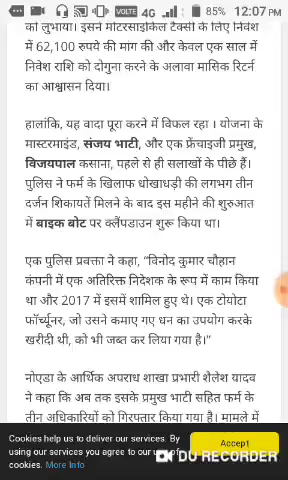 VOLTE 4G 85% 12:07 PM
को लुभाया। इसने मोटरसाइकिल टैक्सी के लिए निवेश
में 62,100 रुपये की मांग की और केवल एक साल में
निवेश राशि को दोगुना करने के अलावा मासिक रिटर्न
का आश्वासन दिया।
हालांकि, यह वादा पूरा करने में विफल रहा । योजना के
मास्टरमाइंड, संजय भाटी, और एक फ्रेंचाइजी प्रमुख,
विजयपाल कसाना, पहले से ही सलाखों के पीछे हैं।
पुलिस ने फर्म के खिलाफ धोखाधड़ी की लगभग तीन
दर्जन शिकायतें मिलने के बाद इस महीने की शुरुआत
में बाइक बोट पर क्लैंपडाउन शुरू किया था।
एक पुलिस प्रवक्ता ने कहा, "विनोद कुमार चौहान
कंपनी में एक अतिरिक्त निदेशक के रूप में काम किया
था और 2017 में इसमें शामिल हुए थे। एक टोयोटा
फॉर्च्यूनर, जो उसने कमाए गए धन का उपयोग करके
खरीदी थी, को भी जब्त कर लिया गया है।"
नोएडा के आर्थिक अपराध शाखा प्रभारी शैलेश यादव
ने कहा कि अब तक इसके प्रमुख भाटी सहित फर्म के
तीन अधिकारियों को गिरफ्तार किया गया है। मामले में
Cookies help us to deliver our services. By
using our services you agree to our use of
cookies. More Info
Accept
DU RECORDER